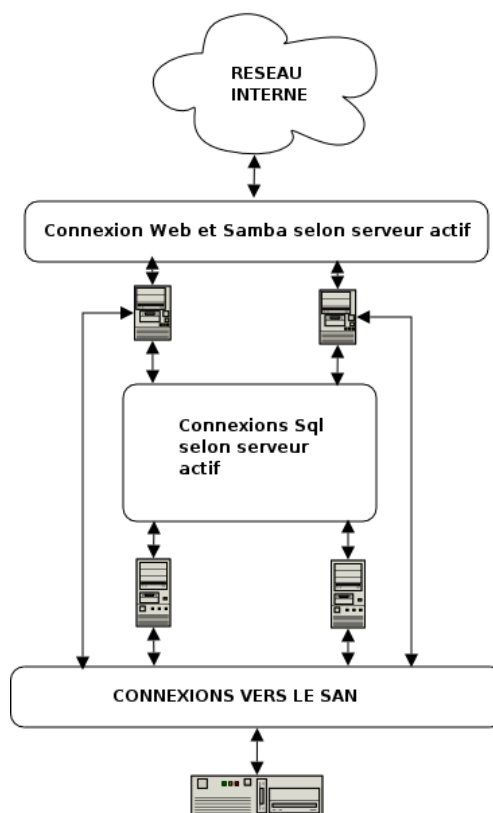 RESEAU
INTERNE
Connexion Web et Samba selon serveur actif
Connexions Sql
selon serveur
actif
CONNEXIONS VERS LE SAN